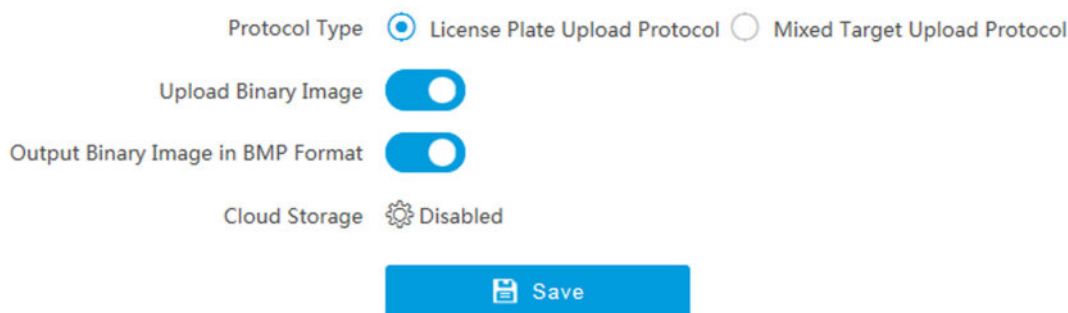 Protocol Type License Plate Upload Protocol Mixed Target Upload Protocol
Upload Binary Image
Output Binary Image in BMP Format
Cloud Storage Disabled
Save